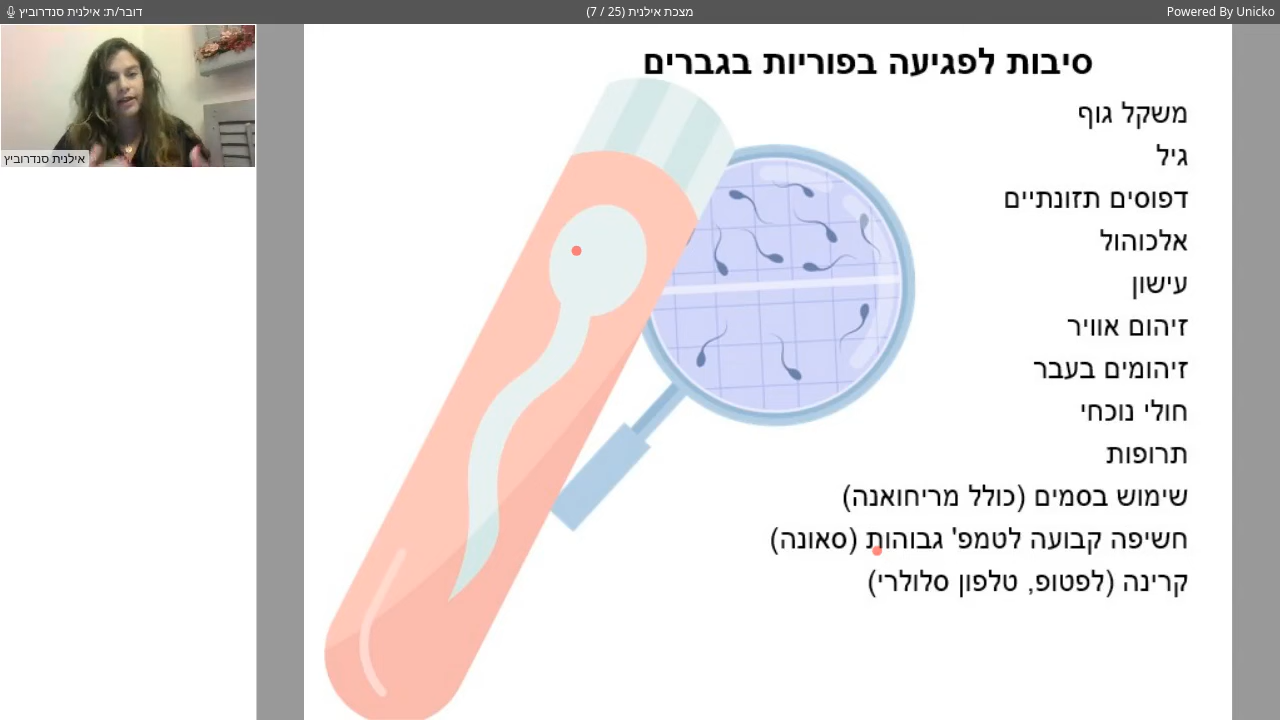 דובר/ת: אילנית סנדרוביץ
מצכת אילנית (25 / 7)
Powered By Unicko
אילנית סנדרוביץ
סיבות לפגיעה בפוריות בגברים
משקל גוף
גיל
דפוסים תזונתיים
אלכוהול
עישון
זיהום אוויר
זיהומים בעבר
חולי נוכחי
תרופות
שימוש בסמים (כולל מריחואנה)
חשיפה קבועה לטמפ' גבוהות (סאונה)
קרינה (לפטופ, טלפון סלולרי)